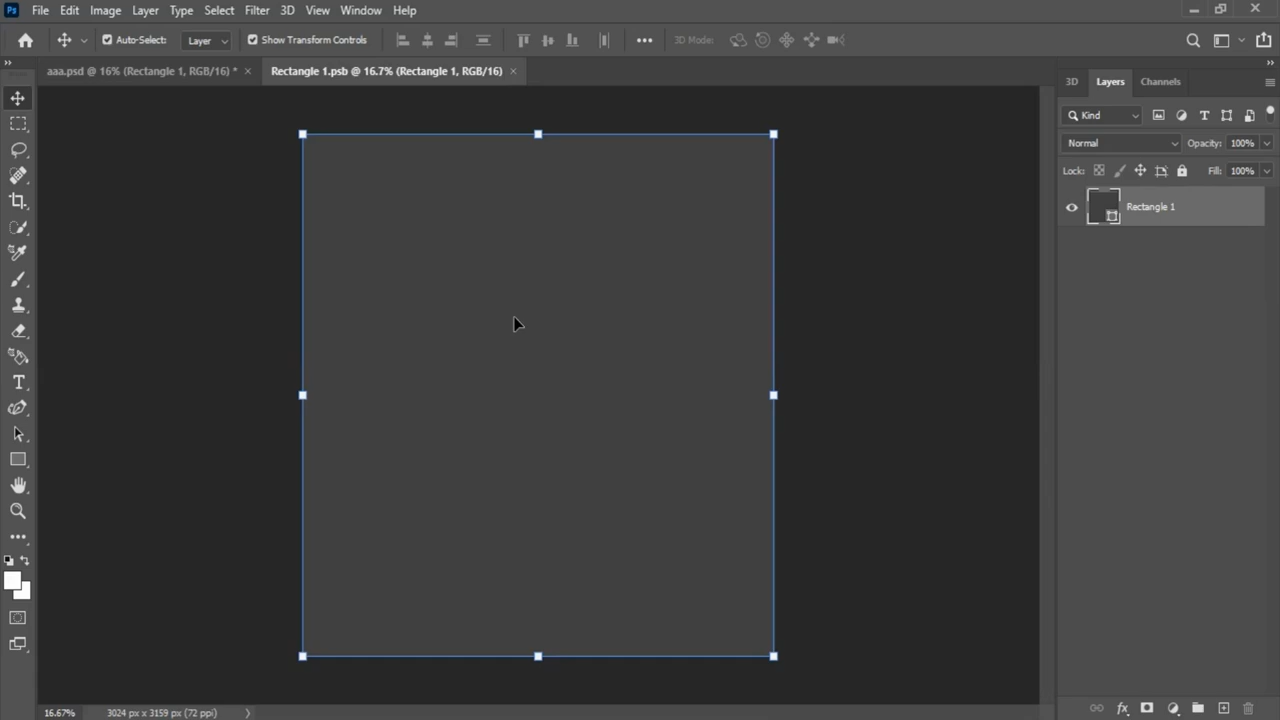 Ps File Edit Image Layer Type Select Filter 3D View Window Help
Auto-Select: Layer Show Transform Controls 3D Mode:
aaa.psd @ 16% (Rectangle 1, RGB/16) * Rectangle 1.psb @ 16.7% (Rectangle 1, RGB/16)
3D Layers Channels
Kind
Normal Opacity: 100%
Lock: Fill: 100%
Rectangle 1
16.67% 3024 px x 3159 px (72 ppi)